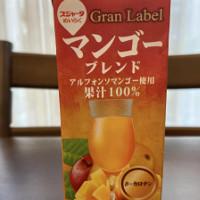 スジャータ
めいらく
Gran Label
マンゴー
ブレンド
アルフォンソマンゴー使用
果汁100%
β-カロテン